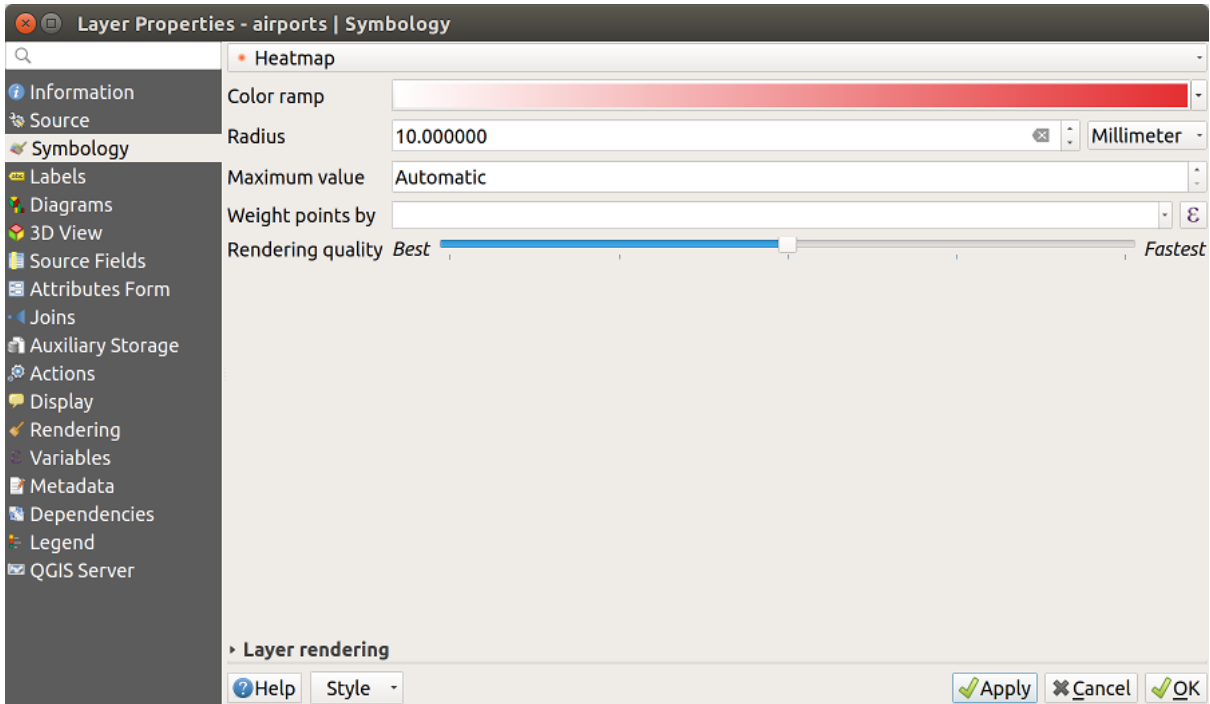 Layer Properties - airports | Symbology
Information
Source
Symbology
Labels
Diagrams
3D View
Source Fields
Attributes Form
Joins
Auxiliary Storage
Actions
Display
Rendering
Variables
Metadata
Dependencies
Legend
QGIS Server
Heatmap
Color ramp
Radius 10.000000 Millimeter
Maximum value Automatic
Weight points by ε
Rendering quality Best Fastest
Layer rendering
Help Style Apply Cancel OK